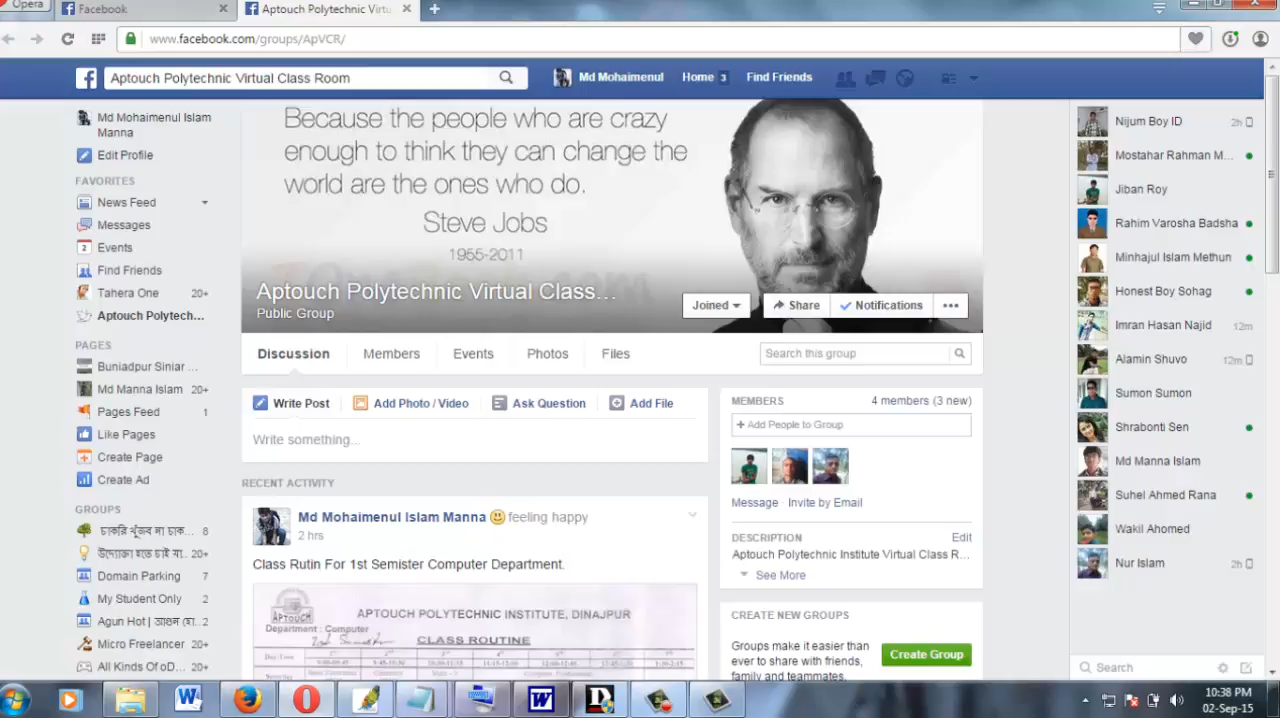 Opera
Facebook
Aptouch Polytechnic Virtu
www.facebook.com/groups/ApVCR/
Aptouch Polytechnic Virtual Class Room
Md Mohaimenul
Home 3
Find Friends
Md Mohaimenul Islam
Manna
Edit Profile
FAVORITES
News Feed
Messages
2 Events
Find Friends
Tahera One 20+
Aptouch Polytech...
PAGES
Buniadpur Siniar ...
Md Manna Islam 20+
Pages Feed 1
Like Pages
Create Page
Create Ad
GROUPS
চাকরি খুঁজব না চাক... 8
উদ্যোক্তা হতে চাই যা.. 20+
Domain Parking 7
My Student Only 2
Agun Hot | আগুন হো... 2
Micro Freelancer 20+
All Kinds Of oD... 20+
Because the people who are crazy
enough to think they can change the
world are the ones who do.
Steve Jobs
1955-2011
Aptouch Polytechnic Virtual Class...
Public Group
Joined
Share
Notifications
Discussion
Members
Events
Photos
Files
Search this group
Write Post
Add Photo / Video
Ask Question
Add File
Write something...
RECENT ACTIVITY
Md Mohaimenul Islam Manna feeling happy
2 hrs
Class Rutin For 1st Semister Computer Department.
APTOUCH
APTOUCH POLYTECHNIC INSTITUTE, DINAJPUR
Department : Computer
CLASS ROUTINE
MEMBERS 4 members (3 new)
+ Add People to Group
Message · Invite by Email
DESCRIPTION Edit
Aptouch Polytechnic Institute Virtual Class R...
See More
CREATE NEW GROUPS
Groups make it easier than
ever to share with friends,
family and teammates.
Create Group
Nijum Boy ID 2h
Mostahar Rahman M...
Jiban Roy
Rahim Varosha Badsha
Minhajul Islam Methun
Honest Boy Sohag
Imran Hasan Najid 12m
Alamin Shuvo 12m
Sumon Sumon
Shrabonti Sen
Md Manna Islam
Suhel Ahmed Rana
Wakil Ahomed
Nur Islam 2h
Search
10:38 PM
02-Sep-15